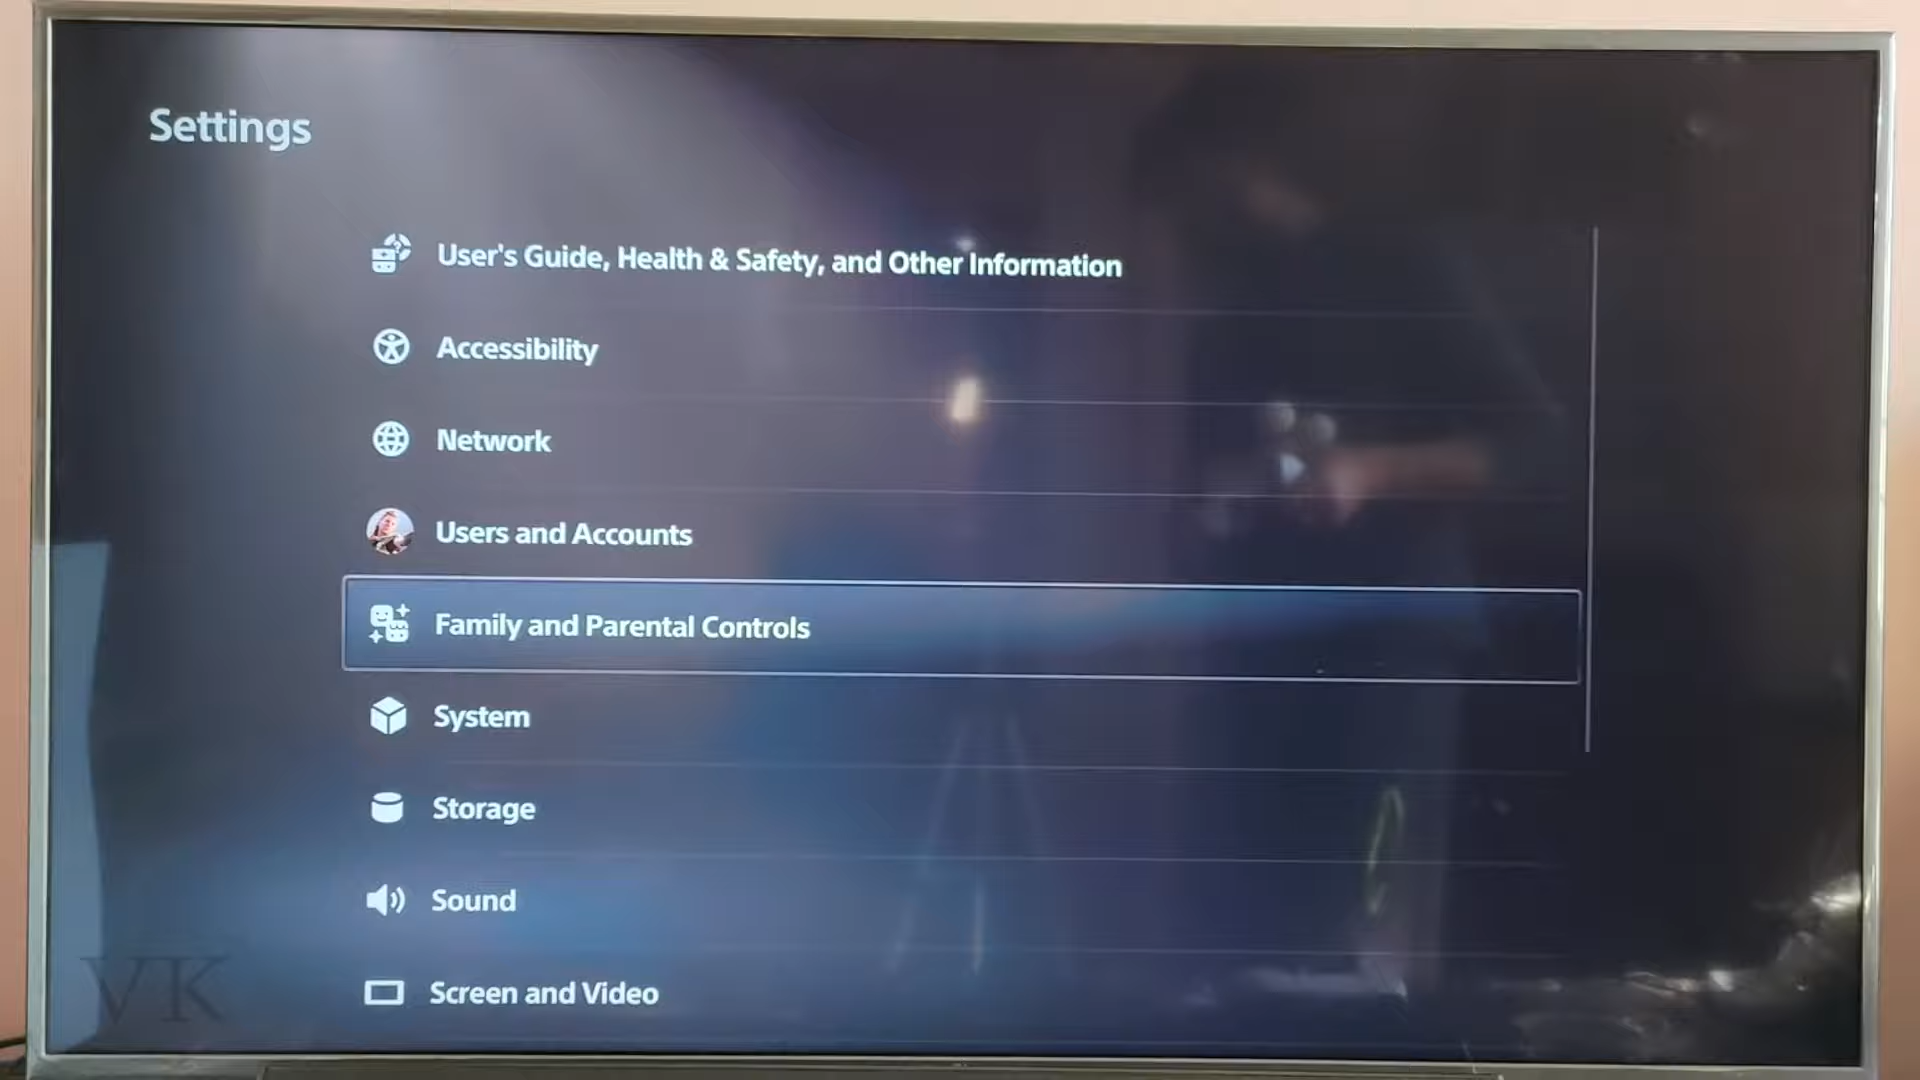 Settings
User's Guide, Health & Safety, and Other Information
Accessibility
Network
Users and Accounts
Family and Parental Controls
System
Storage
Sound
Screen and Video
VK